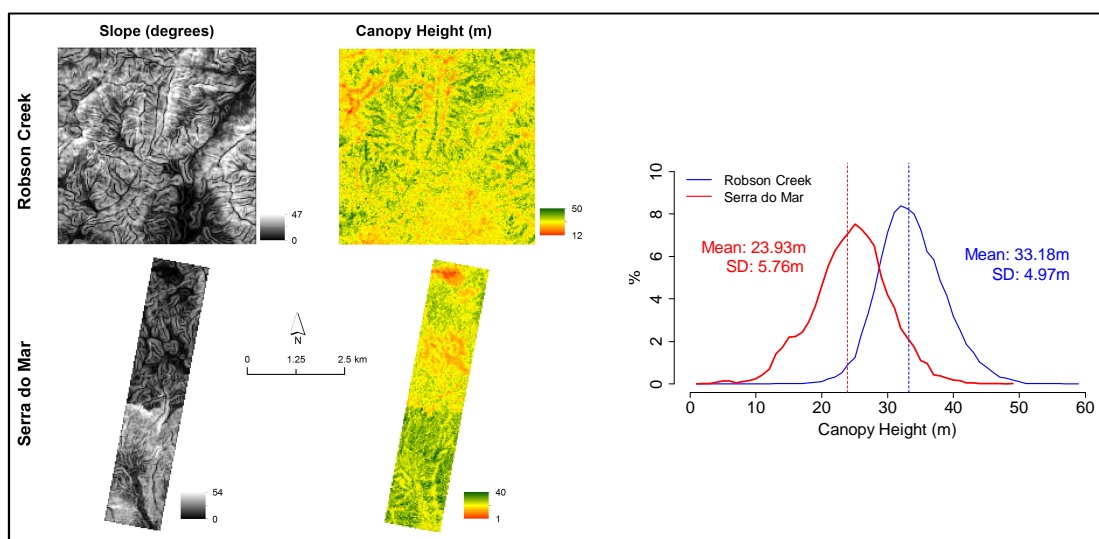 Slope (degrees)
Canopy Height (m)
Robson Creek
47
0
50
12
Serra do Mar
N
0 1.25 2.5 km
54
0
40
1
Robson Creek
Serra do Mar
Mean: 23.93m
SD: 5.76m
Mean: 33.18m
SD: 4.97m
%
10
8
6
4
2
0
0 10 20 30 40 50 60
Canopy Height (m)